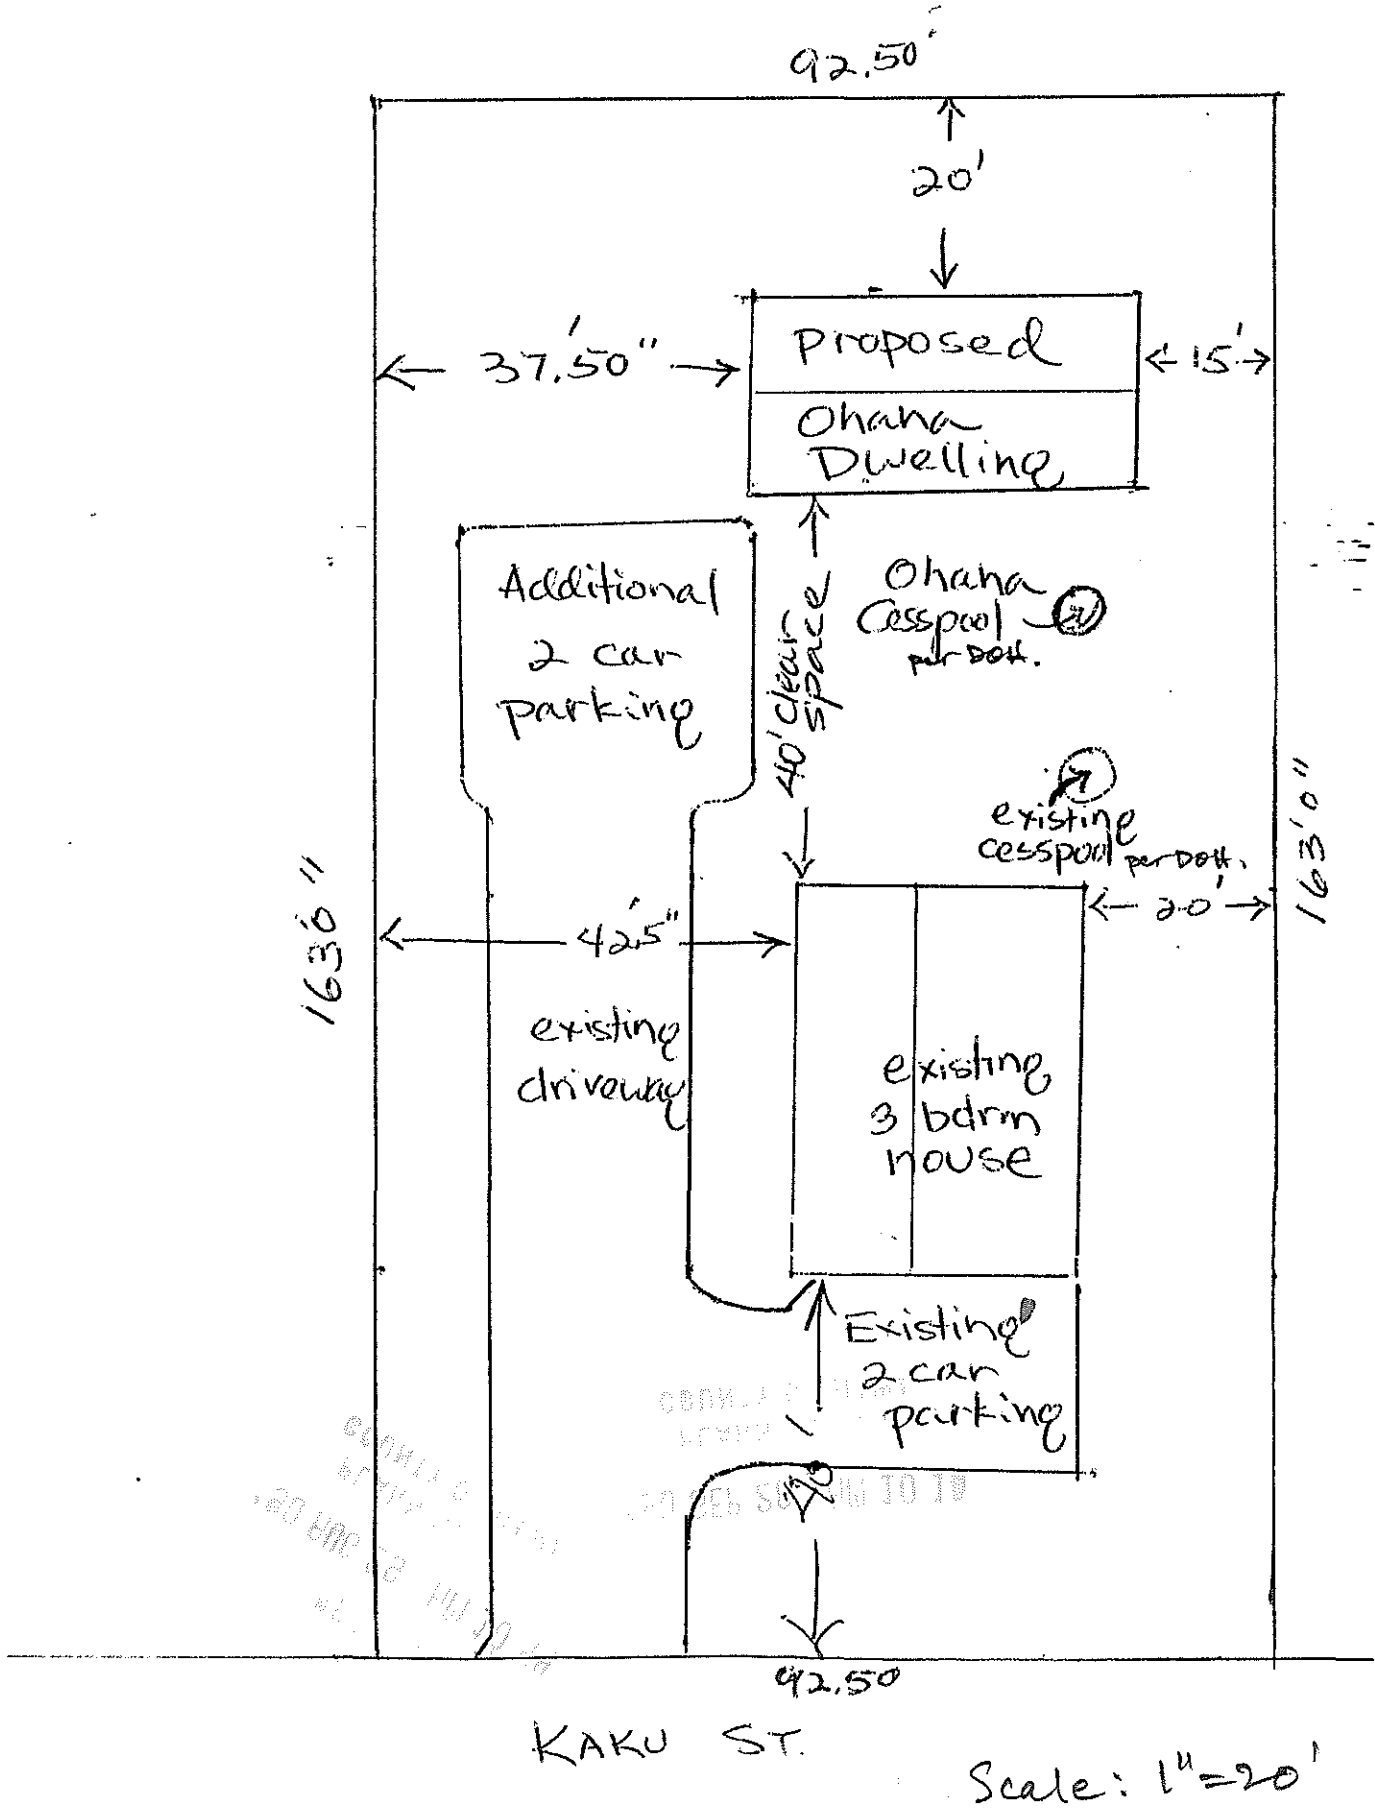 92.50'
20'
37.'50"
Proposed
15'
Ohana
Dwelling
Additional
2 car
parking
40' clear
space
Ohana
Cesspool
per DOH.
existing
cesspool per DOH.
163'0"
163'0"
42'.5"
20'
existing
driveway
existing
3 bdrm
house
Existing
2 car
parking
92.50
KAKU ST.
Scale: 1"=20'